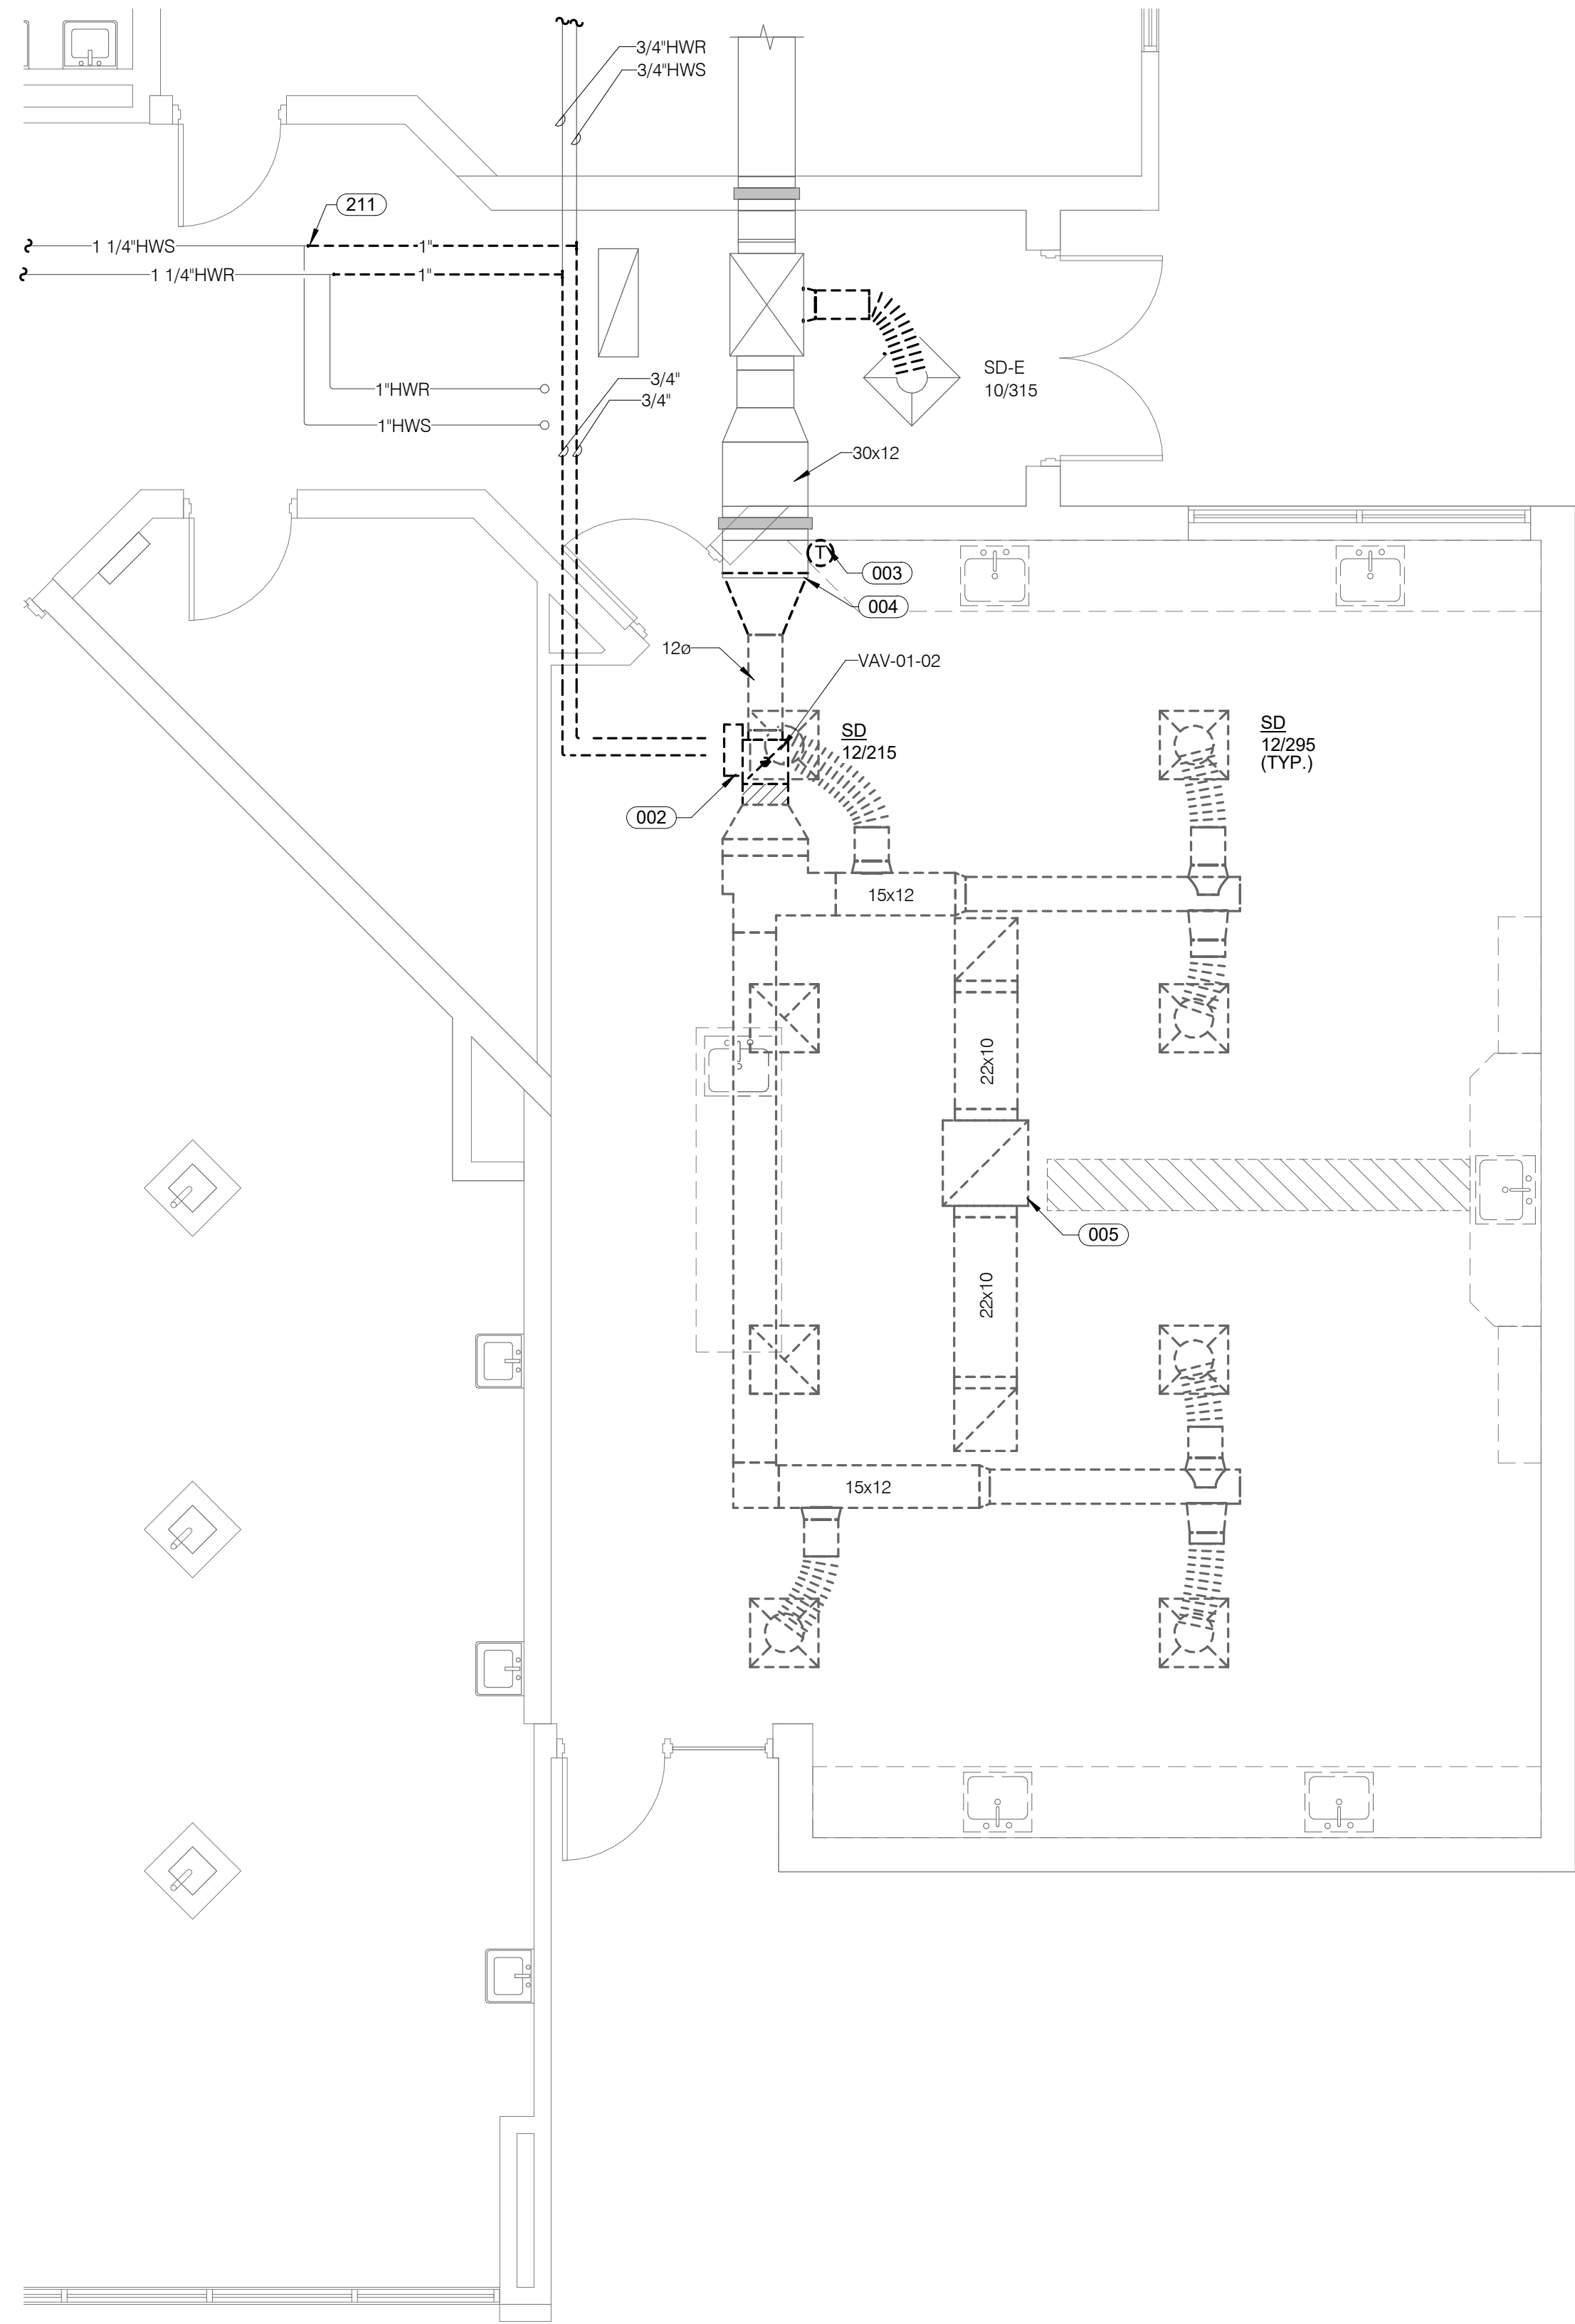 3/4"HWR
3/4"HWS
211
1 1/4"HWS
1"
1 1/4"HWR
1"
SD-E
10/315
3/4"
3/4"
1"HWR
1"HWS
30x12
T
003
004
12ø
VAV-01-02
SD
12/215
SD
12/295
(TYP.)
002
15x12
22x10
005
22x10
15x12